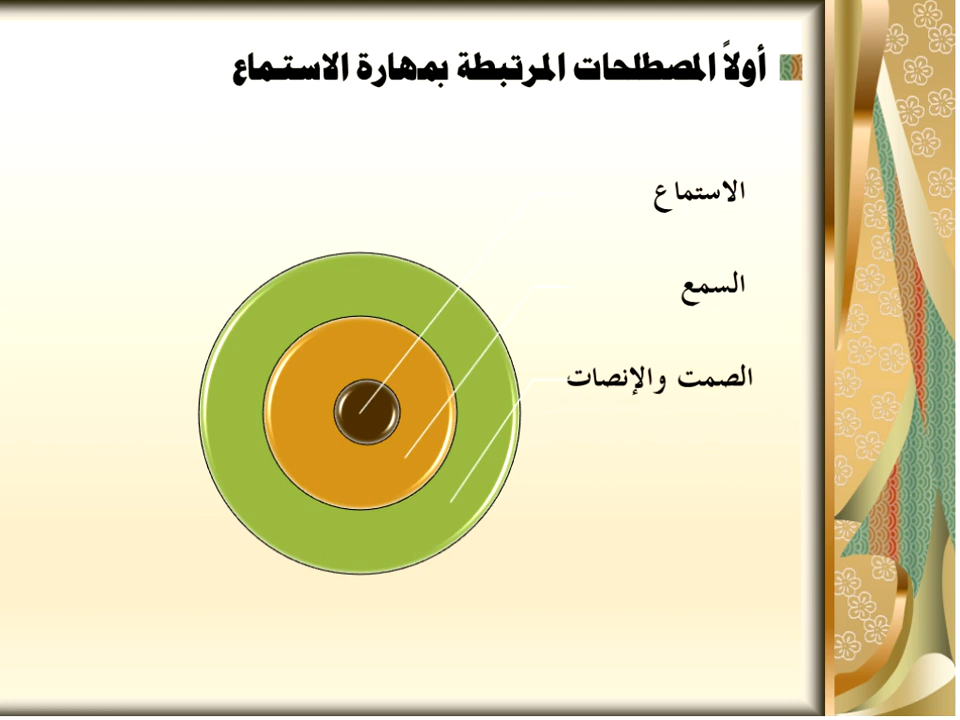 أولاً المصطلحات المرتبطة بمهارة الاستماع
الاستماع
السمع
الصمت والإنصات